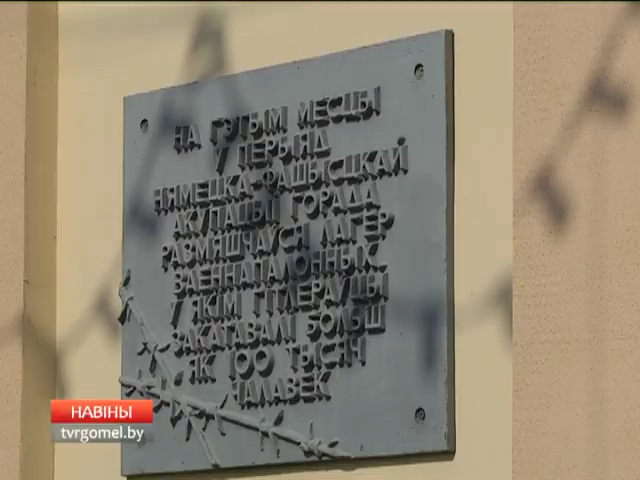 НА ГЭТЫМ МЕСЦЫ
У ПЕРЫЯД
НЯМЕЦКА-ФАШЫСЦКАЙ
АКУПАЦЫІ ГОРАДА
РАЗМЯШЧАЎСЯ ЛАГЕР
ВАЕННАПАЛОННЫХ,
У ЯКІМ ГІТЛЕРАЎЦЫ
ЗАКАТАВАЛІ БОЛЬШ
ЯК 100 ТЫСЯЧ
ЧАЛАВЕК
НАВІНЫ
tvrgomel.by